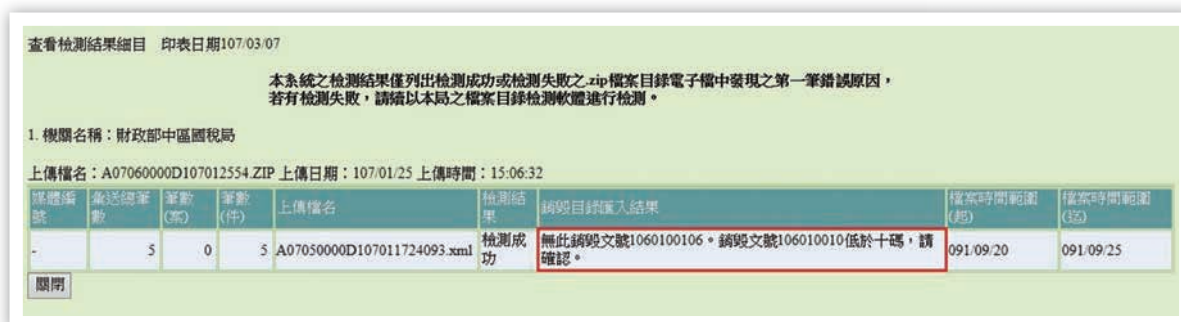 查看檢測結果細目 印表日期107/03/07
本系統之檢測結果僅列出檢測成功或檢測失敗之.zip檔案目錄電子檔中發現之第一筆錯誤原因，
若有檢測失敗，請續以本局之檔案目錄檢測軟體進行檢測。
1. 機關名稱：財政部中區國稅局
上傳檔名：A07060000D107012554.ZIP 上傳日期：107/01/25 上傳時間：15:06:32
媒體編號 彙送總筆數 筆數(案) 筆數(件) 上傳檔名 檢測結果 銷毀目錄匯入結果 檔案時間範圍(起) 檔案時間範圍(迄)
- 5 0 5 A07050000D107011724093.xml 檢測成功 無此銷毀文號1060100106。銷毀文號106010010低於十碼，請確認。 091/09/20 091/09/25
關閉